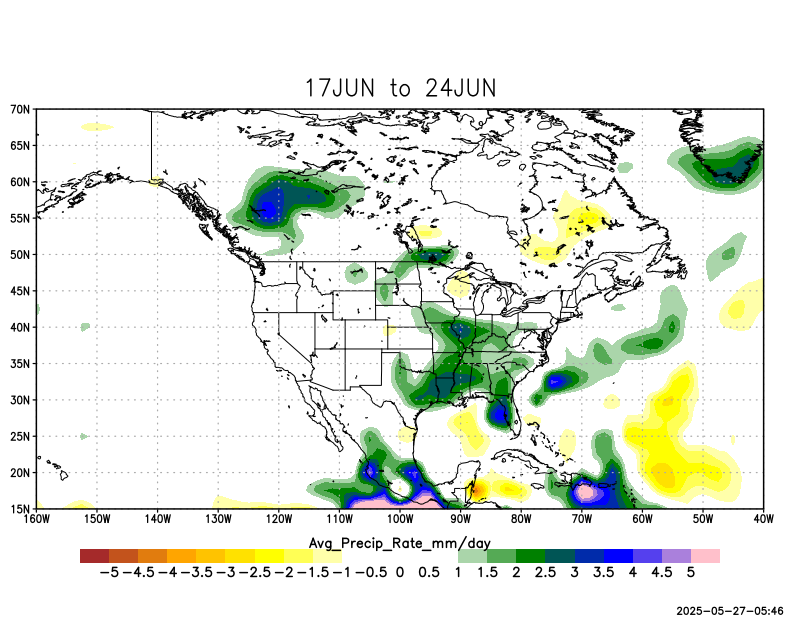 17JUN to 24JUN
70N
65N
60N
55N
50N
45N
40N
35N
30N
25N
20N
15N
160W 150W 140W 130W 120W 110W 100W 90W 80W 70W 60W 50W 40W
Avg_Precip_Rate_mm/day
-5 -4.5 -4 -3.5 -3 -2.5 -2 -1.5 -1 -0.5 0 0.5 1 1.5 2 2.5 3 3.5 4 4.5 5
2025-05-27-05:46